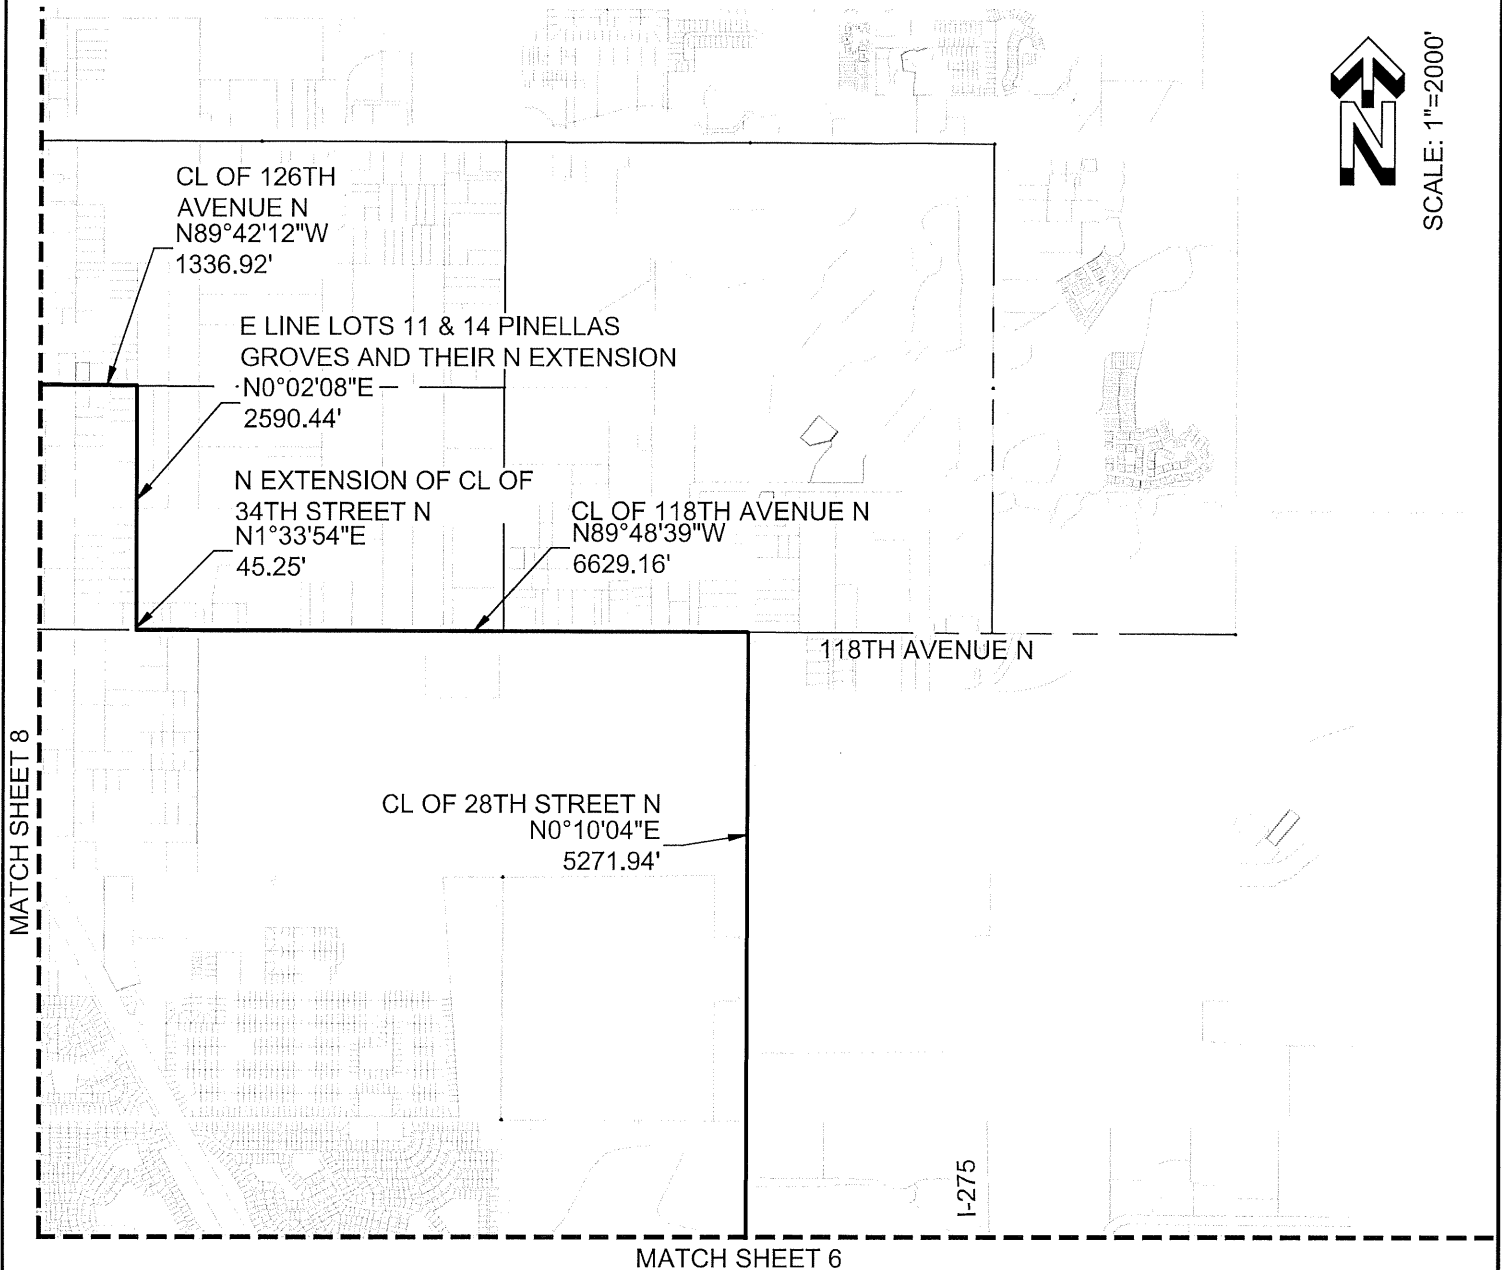 N
SCALE: 1"=2000'
CL OF 126TH
AVENUE N
N89°42'12"W
1336.92'
E LINE LOTS 11 & 14 PINELLAS
GROVES AND THEIR N EXTENSION
N0°02'08"E
2590.44'
N EXTENSION OF CL OF
34TH STREET N
N1°33'54"E
45.25'
CL OF 118TH AVENUE N
N89°48'39"W
6629.16'
118TH AVENUE N
MATCH SHEET 8
CL OF 28TH STREET N
N0°10'04"E
5271.94'
I-275
MATCH SHEET 6